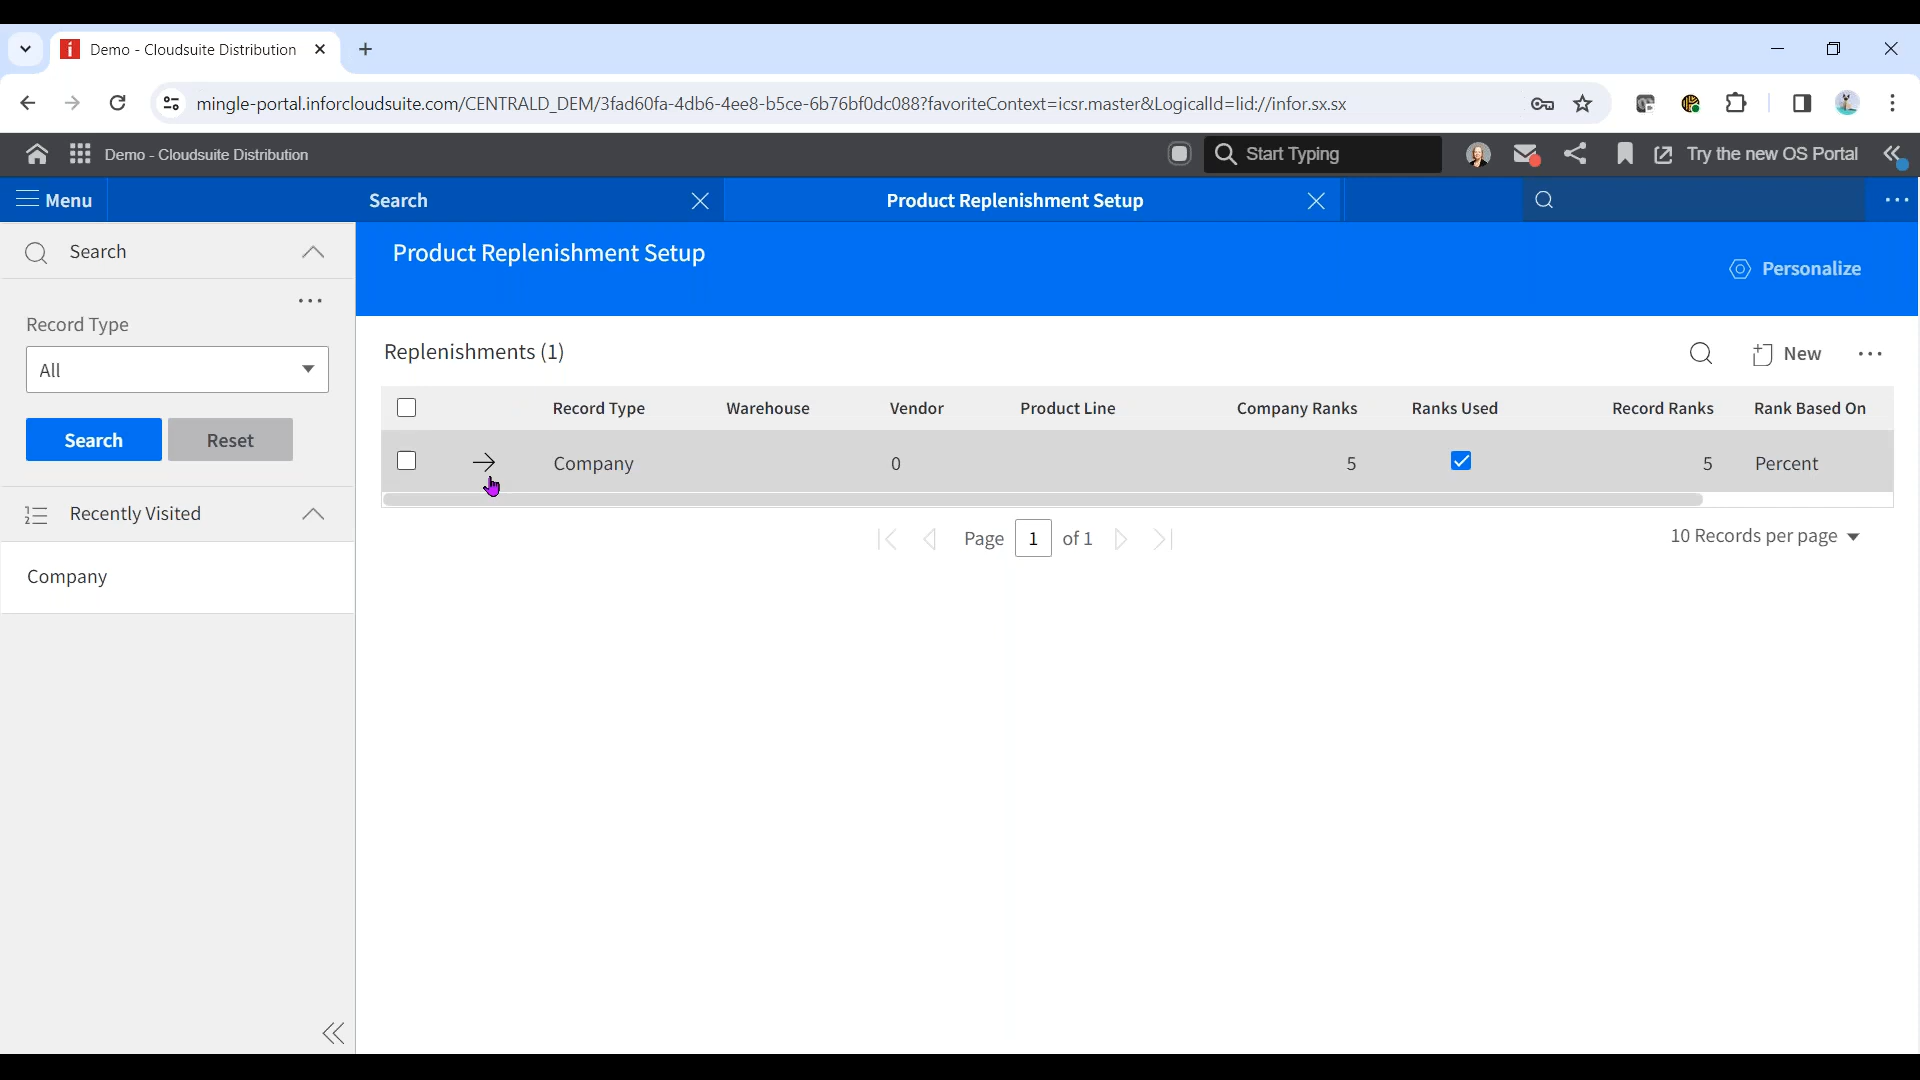 Demo - Cloudsuite Distribution
mingle-portal.inforcloudsuite.com/CENTRALD_DEM/3fad60fa-4db6-4ee8-b5ce-6b76bf0dc088?favoriteContext=icsr.master&LogicalId=lid://infor.sx.sx
Demo - Cloudsuite Distribution
Start Typing
Try the new OS Portal
Menu
Search
Product Replenishment Setup
Search
Record Type
All
Search Reset
Recently Visited
Company
Product Replenishment Setup
Personalize
Replenishments (1)
New
Record Type Warehouse Vendor Product Line Company Ranks Ranks Used Record Ranks Rank Based On
Company 0 5 5 Percent
Page 1 of 1
10 Records per page